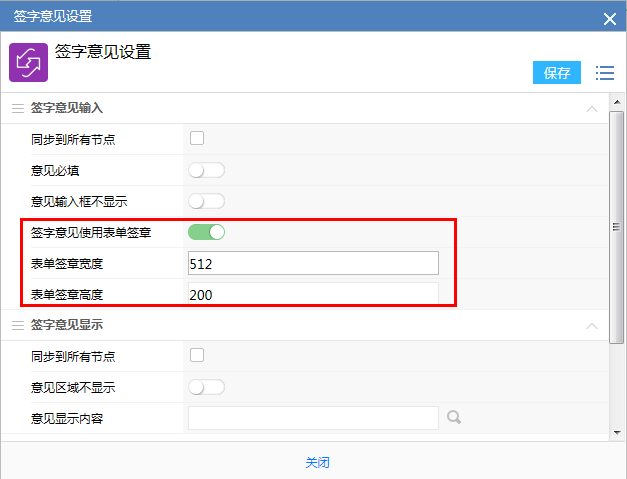 签字意见设置
签字意见设置
保存
签字意见输入
同步到所有节点
意见必填
意见输入框不显示
签字意见使用表单签章
表单签章宽度 512
表单签章高度 200
签字意见显示
同步到所有节点
意见区域不显示
意见显示内容
关闭